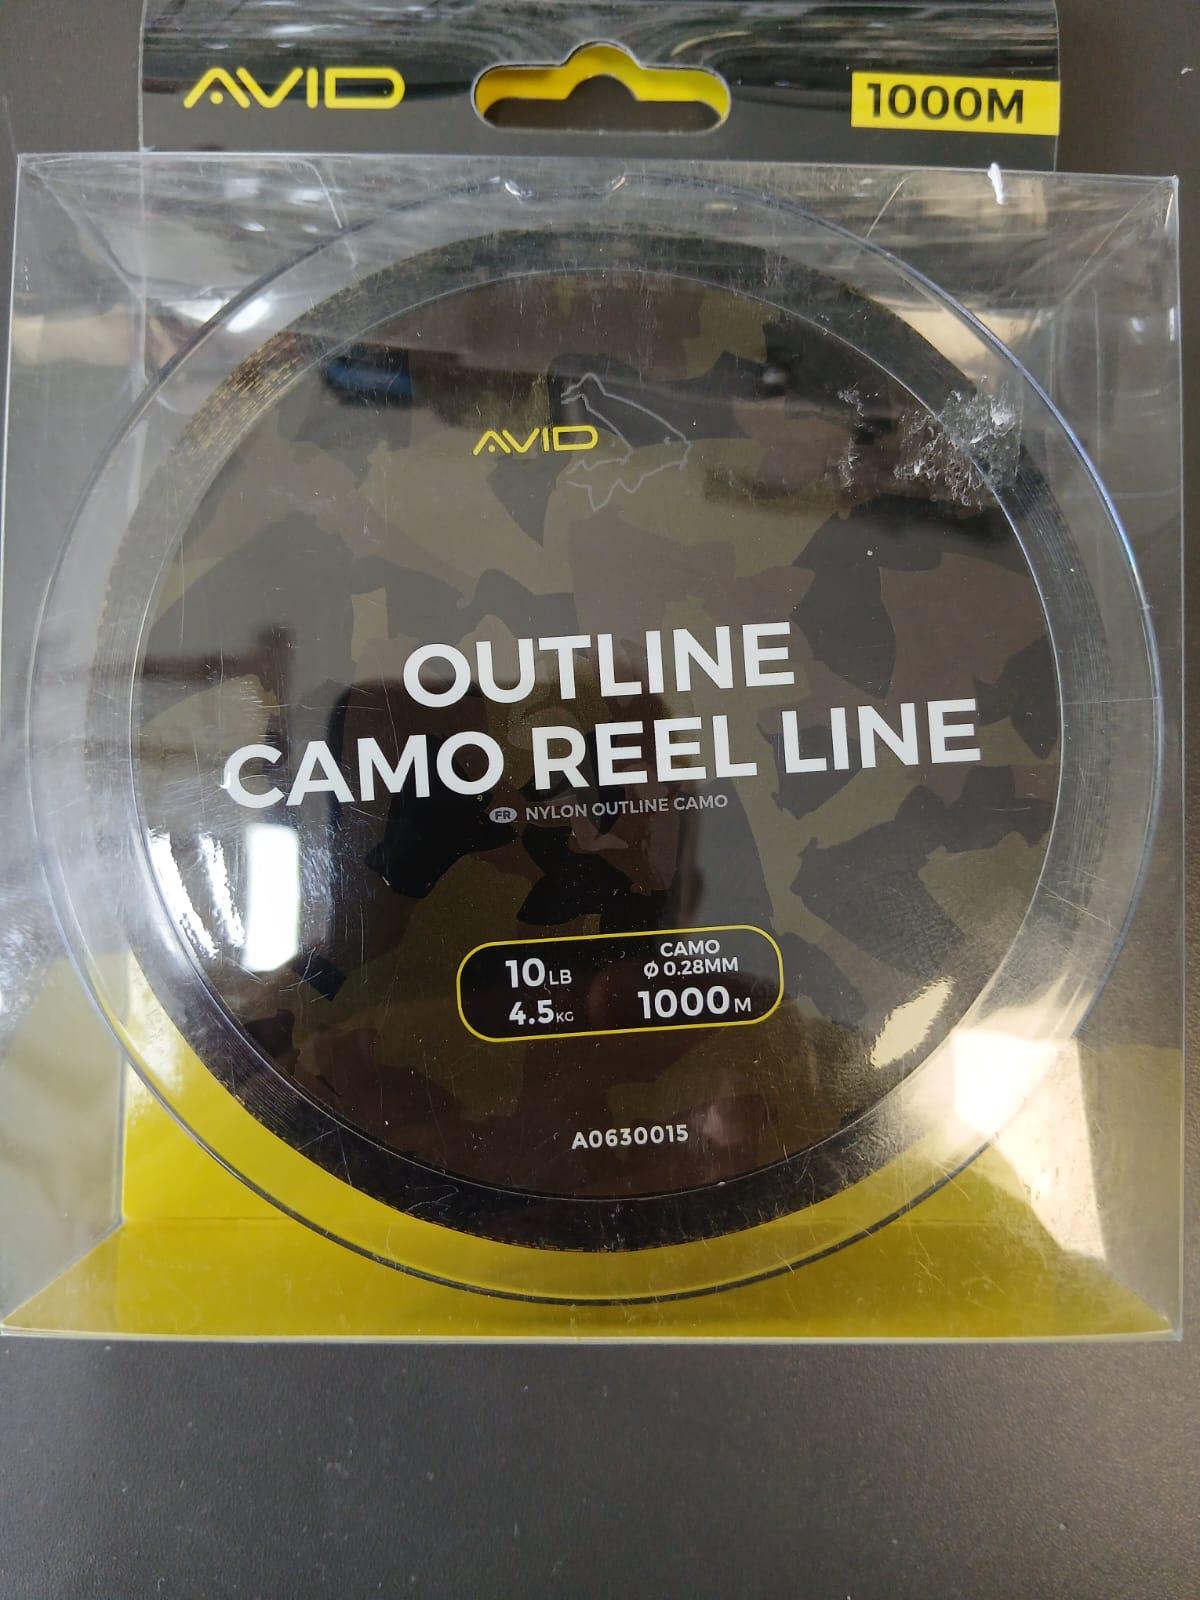 AVID
1000M
AVID
OUTLINE
CAMO REEL LINE
FR NYLON OUTLINE CAMO
10LB
4.5KG
CAMO
Ø 0.28MM
1000M
A0630015